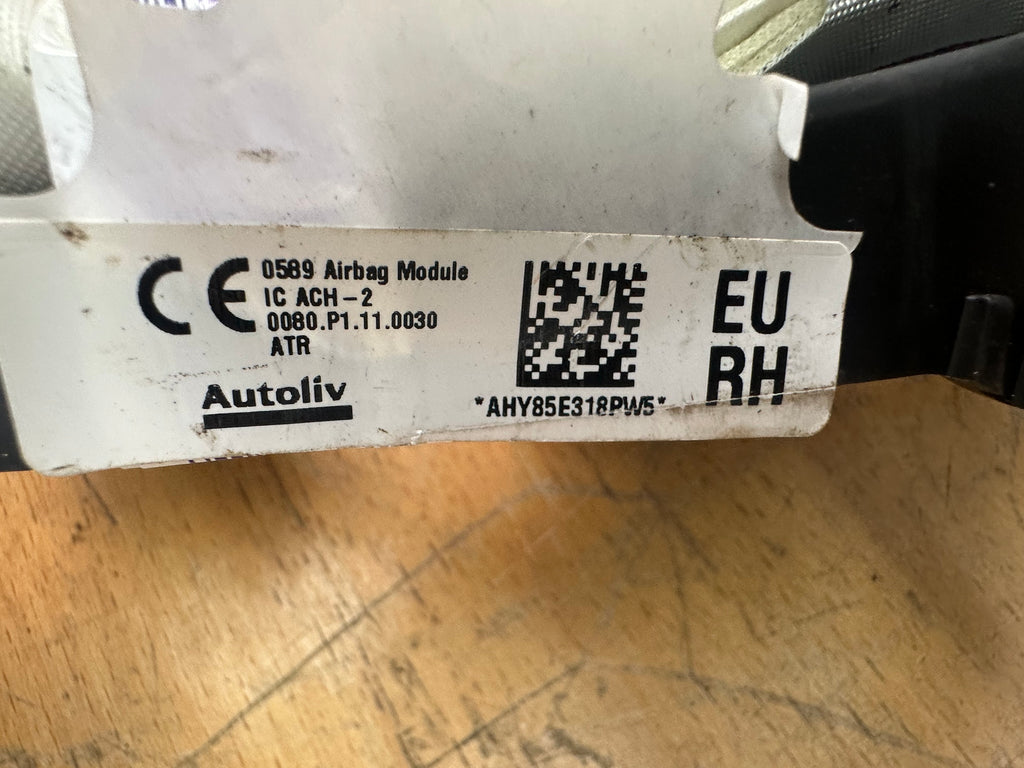 CE 0589 Airbag Module
IC ACH-2
0080.P1.11.0030
ATR
Autoliv
*AHY85E318PW5*
EU
RH